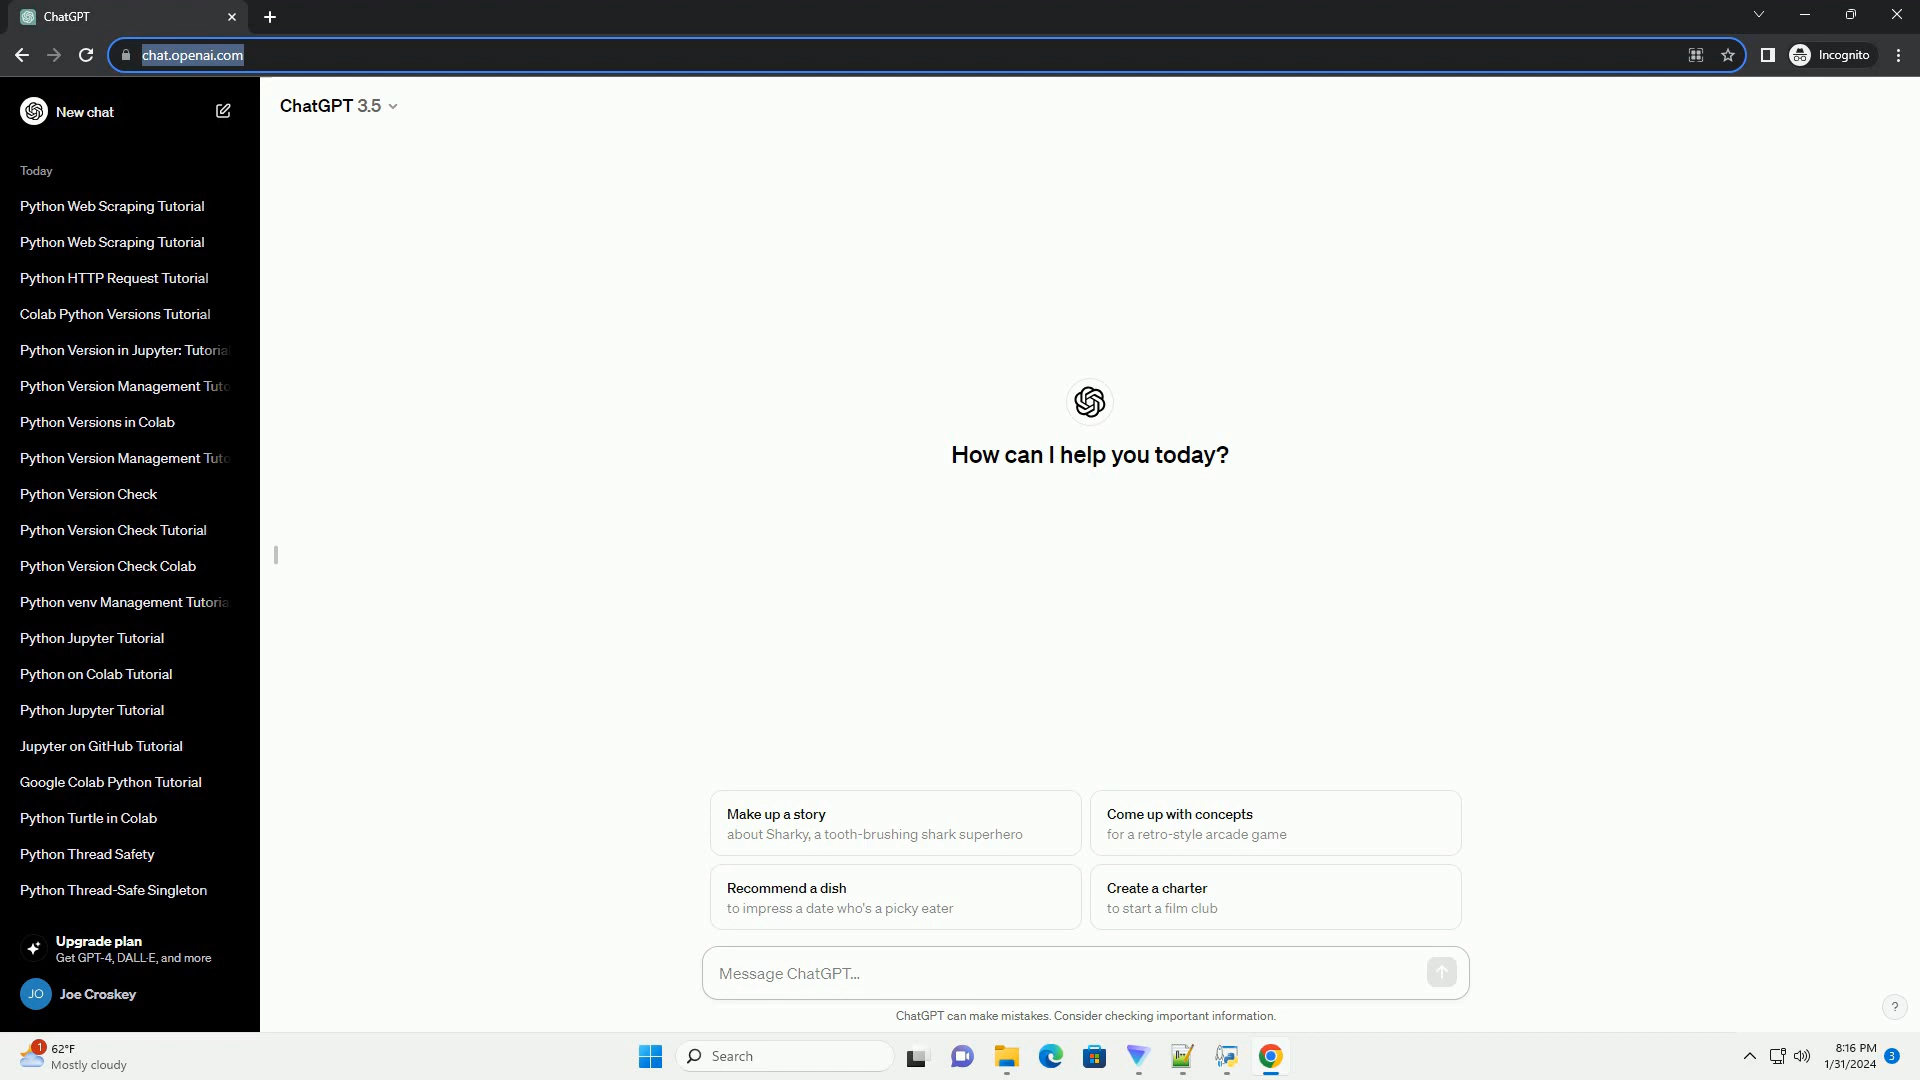 ChatGPT
chat.openai.com
Incognito
New chat
ChatGPT 3.5
Today
Python Web Scraping Tutorial
Python Web Scraping Tutorial
Python HTTP Request Tutorial
Colab Python Versions Tutorial
Python Version in Jupyter: Tutoria
Python Version Management Tuto
Python Versions in Colab
Python Version Management Tuto
Python Version Check
Python Version Check Tutorial
Python Version Check Colab
Python venv Management Tutoria
Python Jupyter Tutorial
Python on Colab Tutorial
Python Jupyter Tutorial
Jupyter on GitHub Tutorial
Google Colab Python Tutorial
Python Turtle in Colab
Python Thread Safety
Python Thread-Safe Singleton
Upgrade plan
Get GPT-4, DALL·E, and more
JO Joe Croskey
How can I help you today?
Make up a story
about Sharky, a tooth-brushing shark superhero
Come up with concepts
for a retro-style arcade game
Recommend a dish
to impress a date who's a picky eater
Create a charter
to start a film club
Message ChatGPT...
ChatGPT can make mistakes. Consider checking important information.
?
1
62°F
Mostly cloudy
Search
8:16 PM
1/31/2024
3